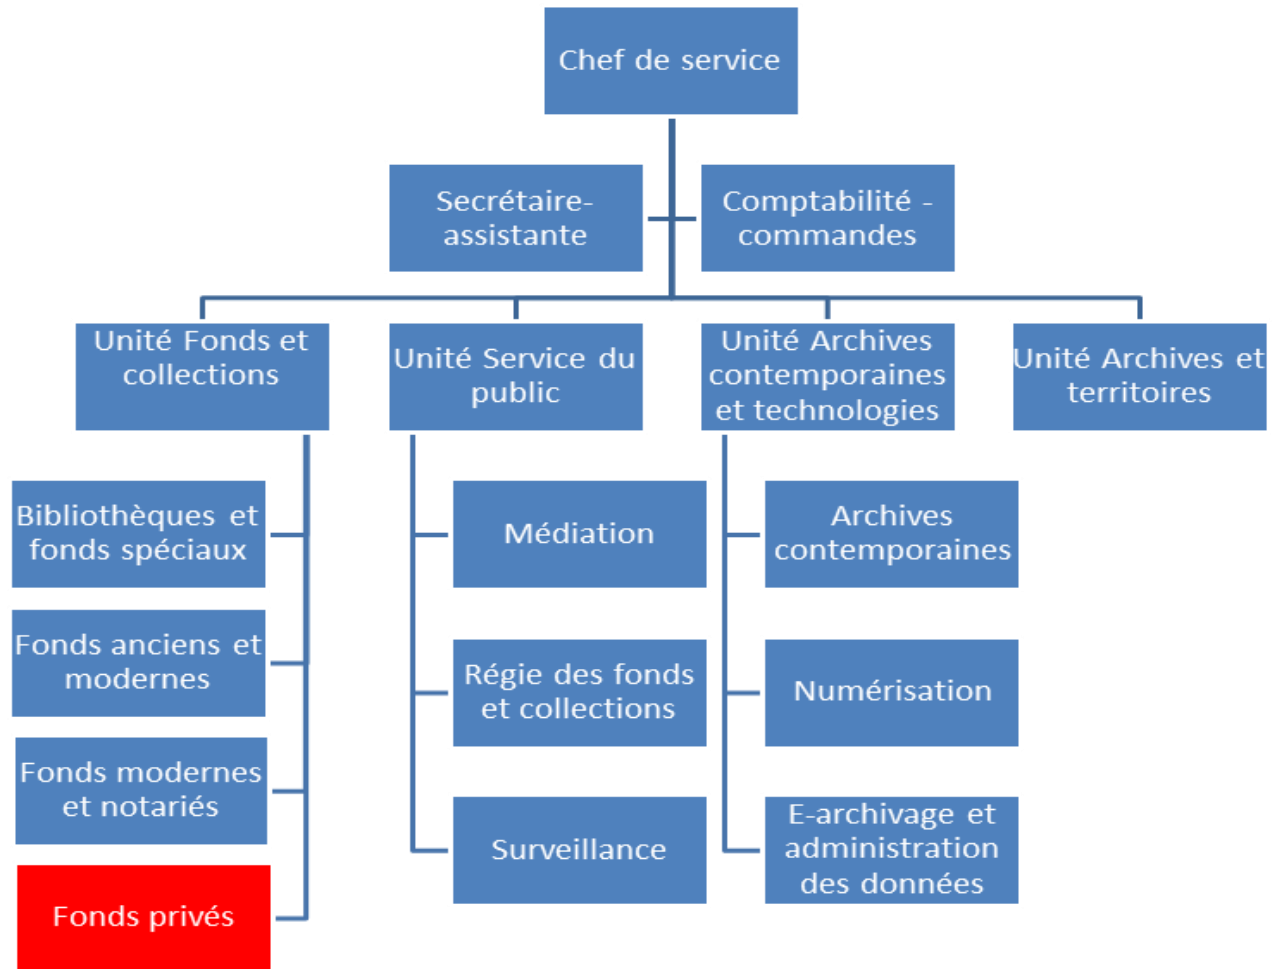 Chef de service
Secrétaire-
assistante
Comptabilité -
commandes
Unité Fonds et
collections
Unité Service du
public
Unité Archives
contemporaines
et technologies
Unité Archives et
territoires
Bibliothèques et
fonds spéciaux
Fonds anciens et
modernes
Fonds modernes
et notariés
Fonds privés
Médiation
Régie des fonds
et collections
Surveillance
Archives
contemporaines
Numérisation
E-archivage et
administration
des données